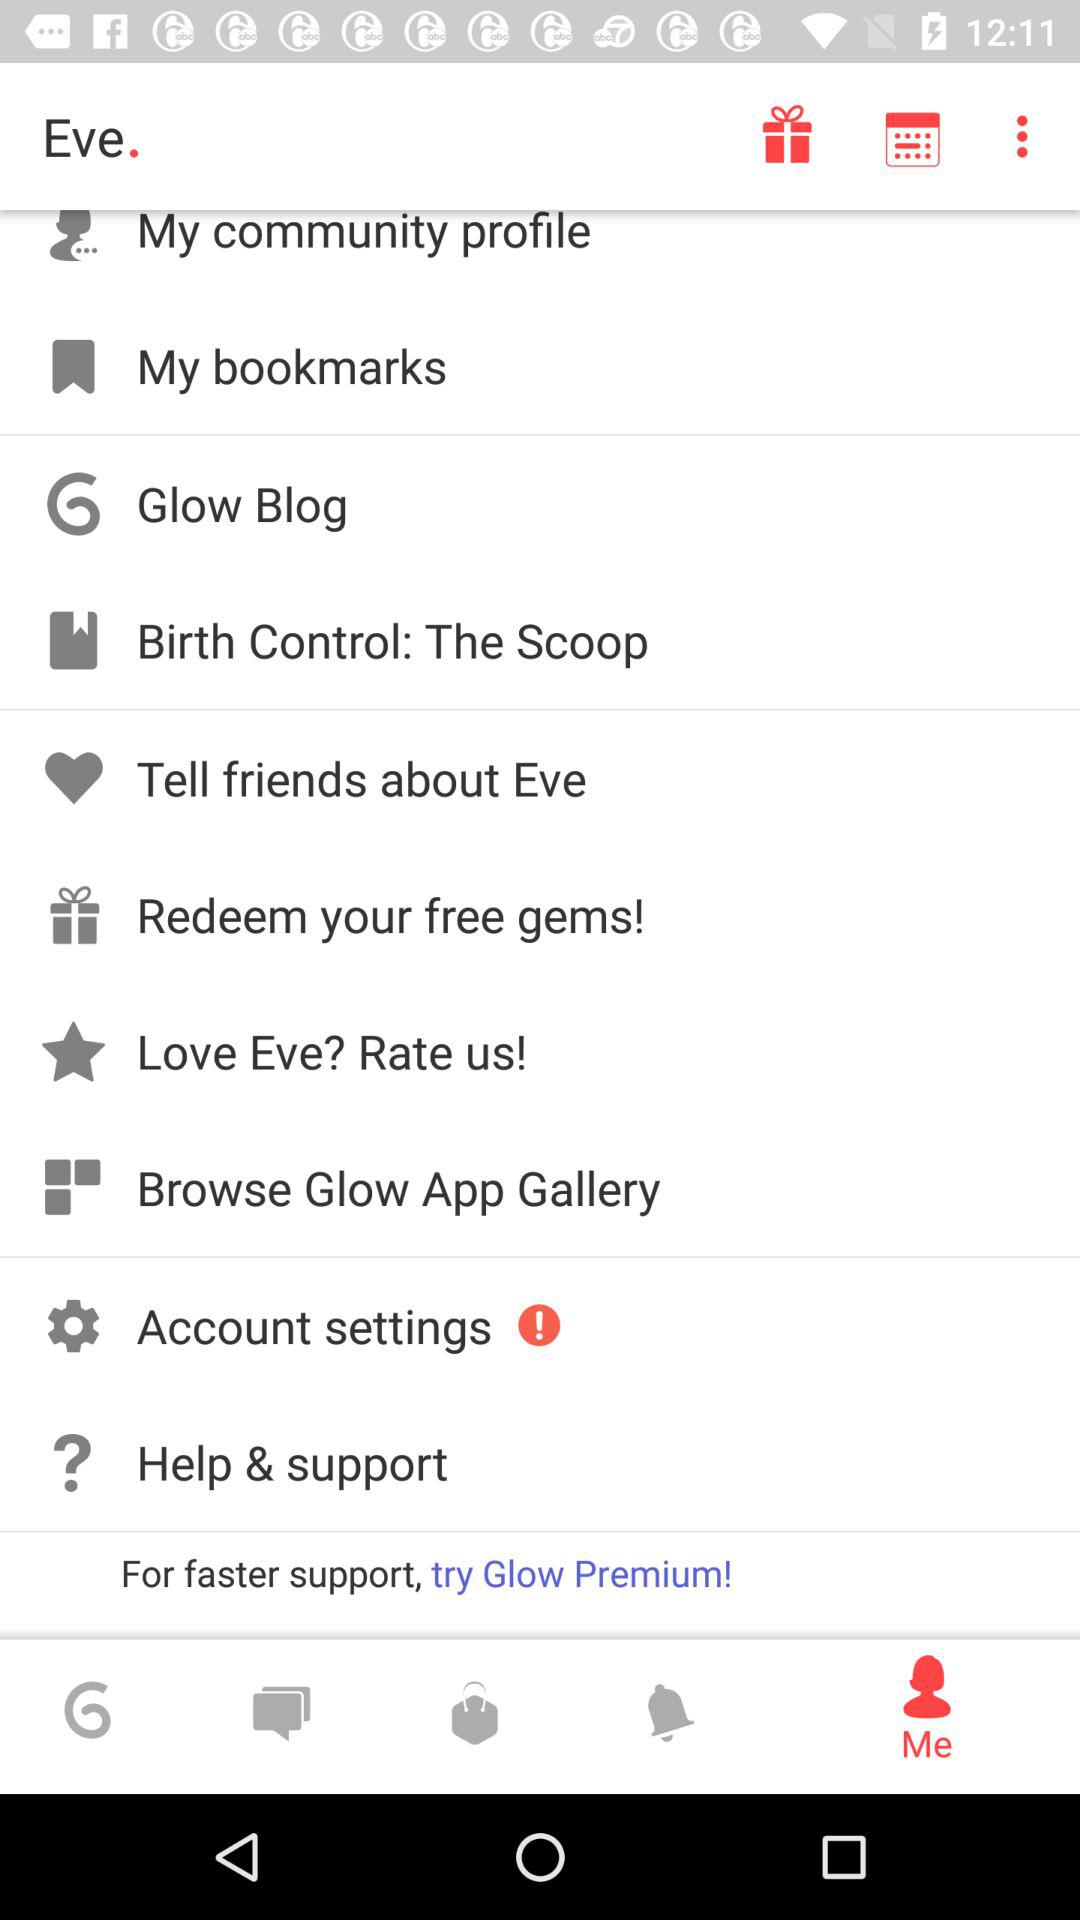 12:11
Eve.
My community profile
My bookmarks
Glow Blog
Birth Control: The Scoop
Tell friends about Eve
Redeem your free gems!
Love Eve? Rate us!
Browse Glow App Gallery
Account settings
Help & support
For faster support, try Glow Premium!
Me